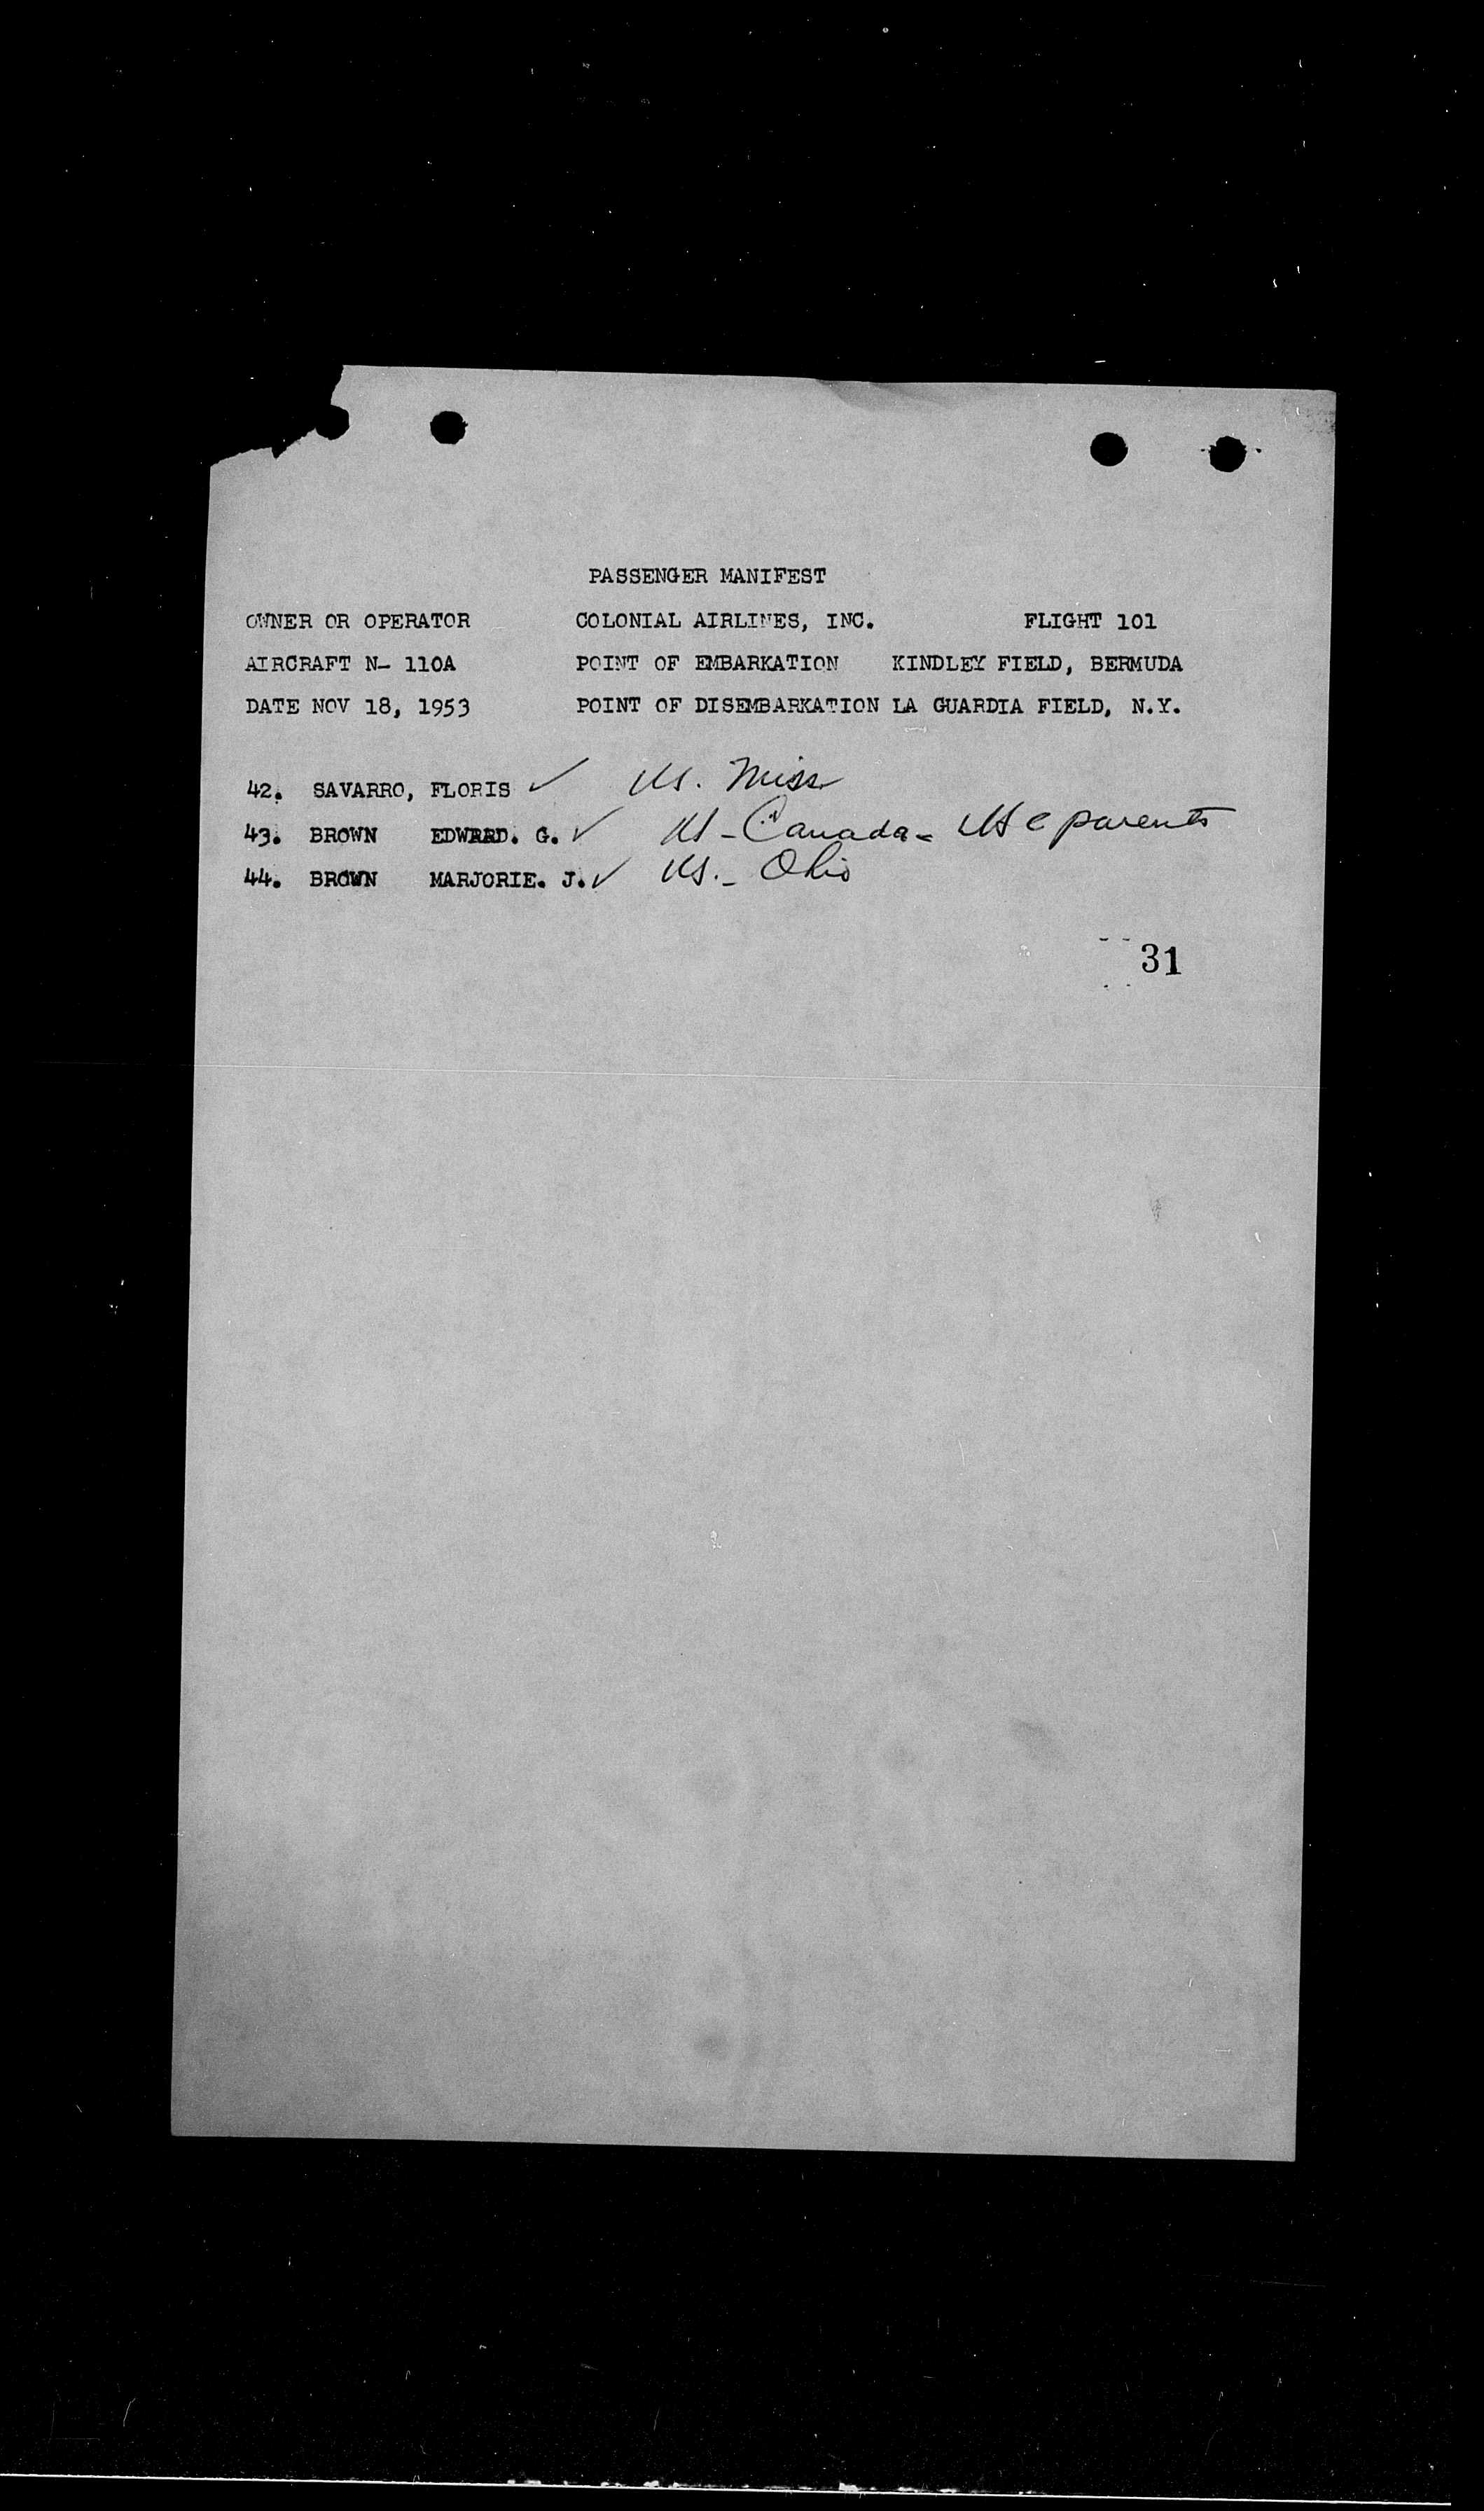 PASSENGER MANIFEST
OWNER OR OPERATOR COLONIAL AIRLINES, INC. FLIGHT 101
AIRCRAFT N- 110A POINT OF EMBARKATION KINDLEY FIELD, BERMUDA
DATE NOV 18, 1953 POINT OF DISEMBARKATION LA GUARDIA FIELD, N.Y.
42. SAVARRO, FLORIS ✓ US. Miss
43. BROWN EDWARD. G. ✓ US - Canada - USC parents
44. BROWN MARJORIE. J. ✓ US. - Ohio
31